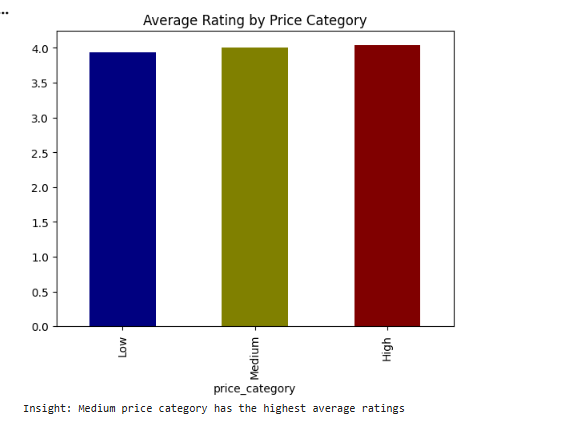 ...
Average Rating by Price Category
4.0
3.5
3.0
2.5
2.0
1.5
1.0
0.5
0.0
Low
Medium
High
price_category
Insight: Medium price category has the highest average ratings